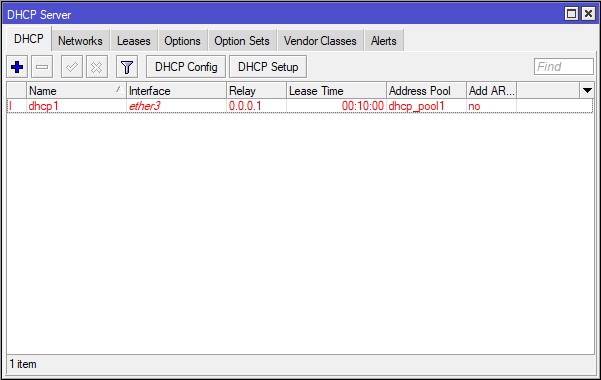 DHCP Server
DHCP Networks Leases Options Option Sets Vendor Classes Alerts
DHCP Config DHCP Setup Find
Name Interface Relay Lease Time Address Pool Add AR...
I dhcp1 ether3 0.0.0.1 00:10:00 dhcp_pool1 no
1 item